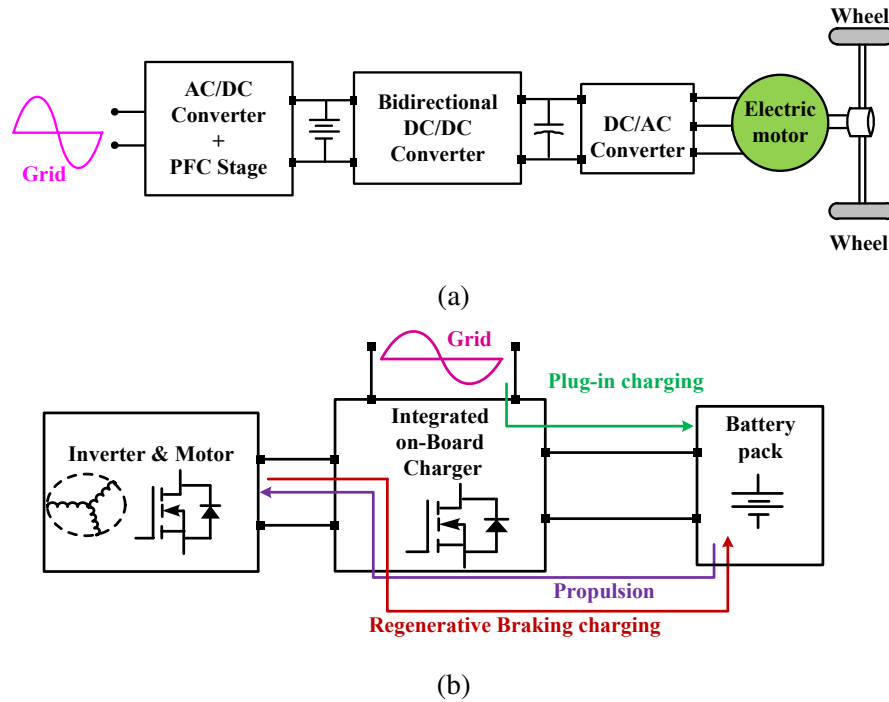 Wheel
AC/DC
Converter
+
PFC Stage
Bidirectional
DC/DC
Converter
DC/AC
Converter
Electric
motor
Grid
Wheel
(a)
Grid
Plug-in charging
Integrated
on-Board
Charger
Battery
pack
Inverter & Motor
Propulsion
Regenerative Braking charging
(b)